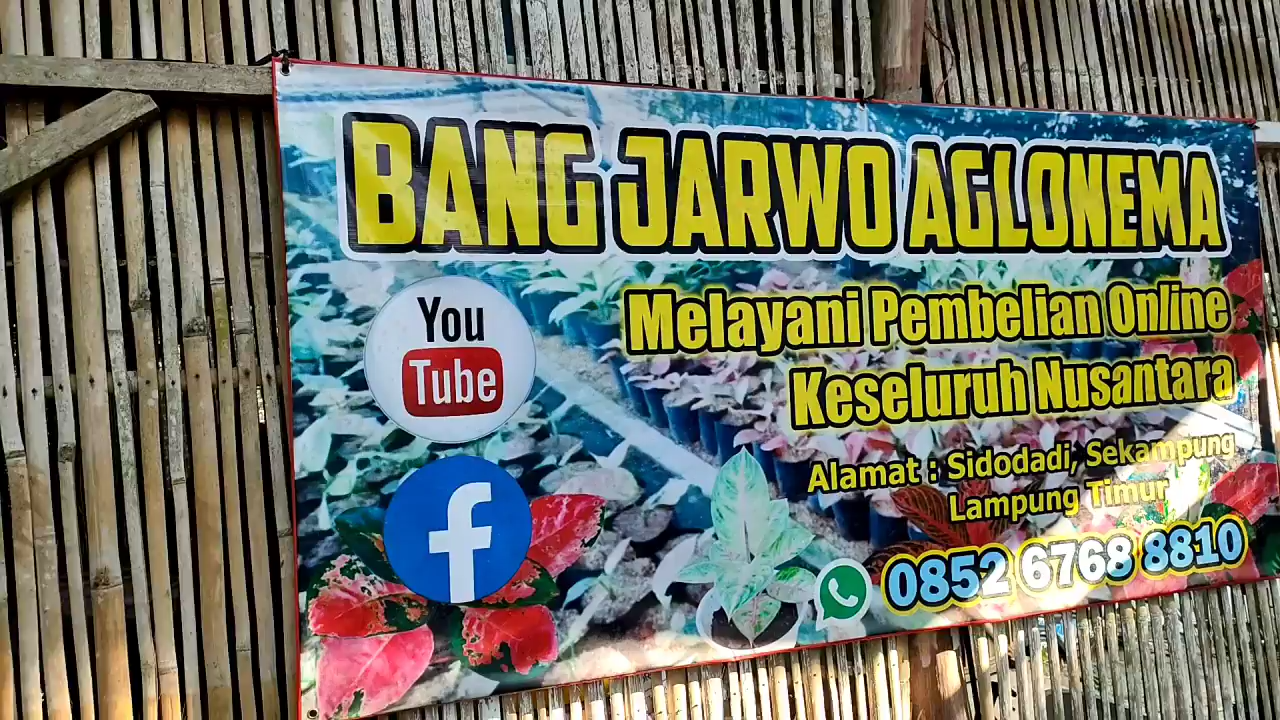 BANG JARWO AGLONEMA
You
Tube
Melayani Pembelian Online
Keseluruh Nusantara
Alamat : Sidodadi, Sekampung
Lampung Timur
f
0852 6768 8810